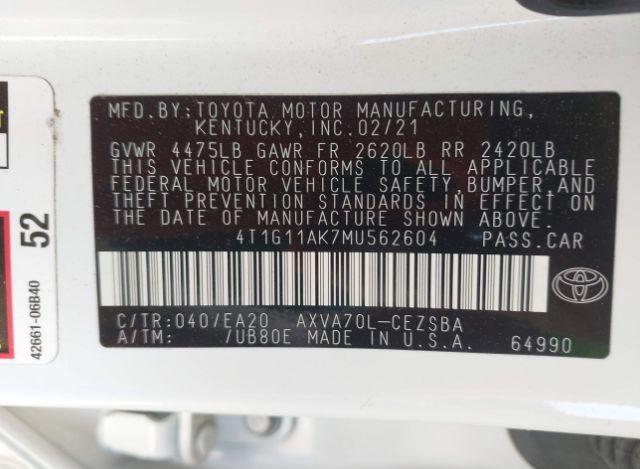 MFD.BY:TOYOTA MOTOR MANUFACTURING,
KENTUCKY,INC.02/21
GVWR 4475LB GAWR FR 2620LB RR 2420LB
THIS VEHICLE CONFORMS TO ALL APPLICABLE
FEDERAL MOTOR VEHICLE SAFETY,BUMPER,AND
THEFT PREVENTION STANDARDS IN EFFECT ON
THE DATE OF MANUFACTURE SHOWN ABOVE.
4T1G11AK7MU562604 PASS.CAR
C/TR:040/EA20 AXVA70L-CEZSBA
A/TM: /UB80E MADE IN U.S.A. 64990
TOYOTA
52
42661-06B40